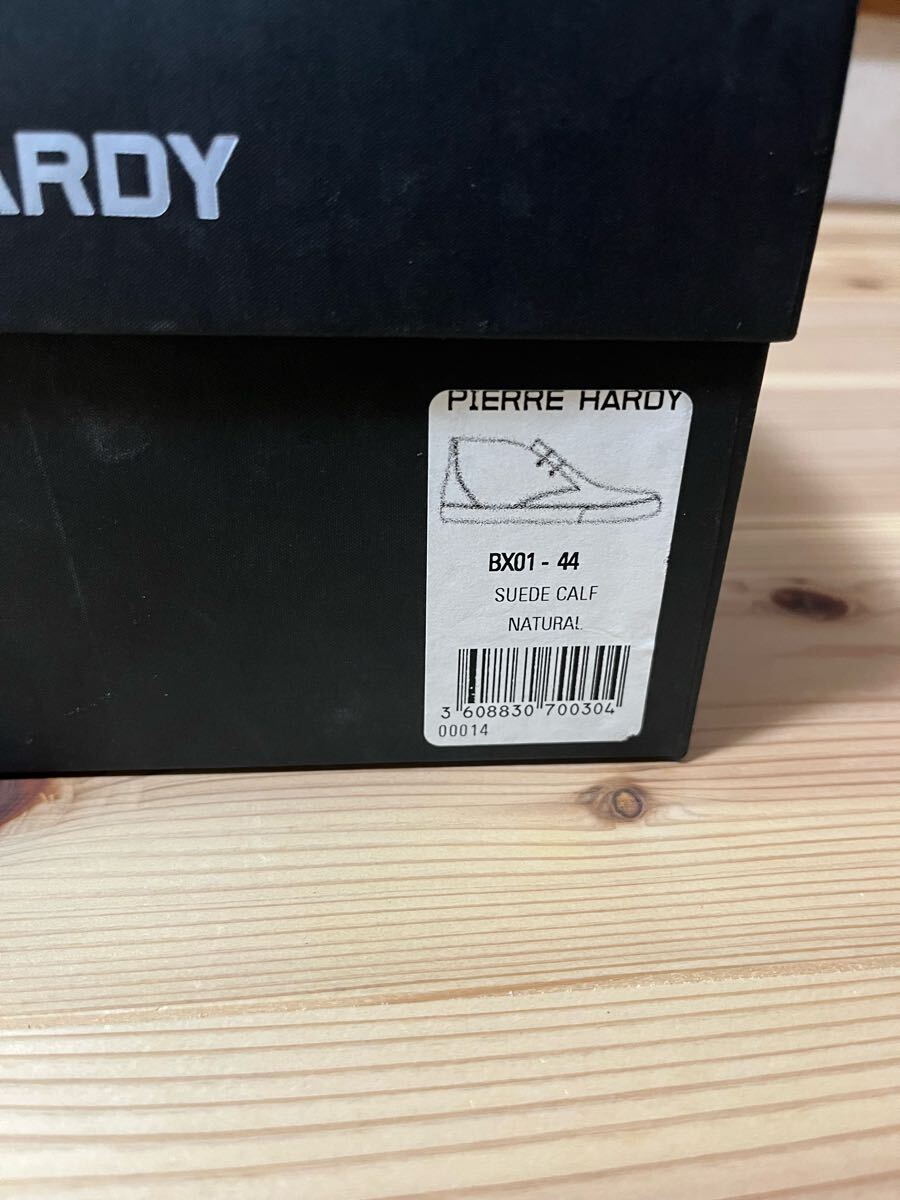 ARDY
PIERRE HARDY
BX01 - 44
SUEDE CALF
NATURAL
3 608830 700304
00014